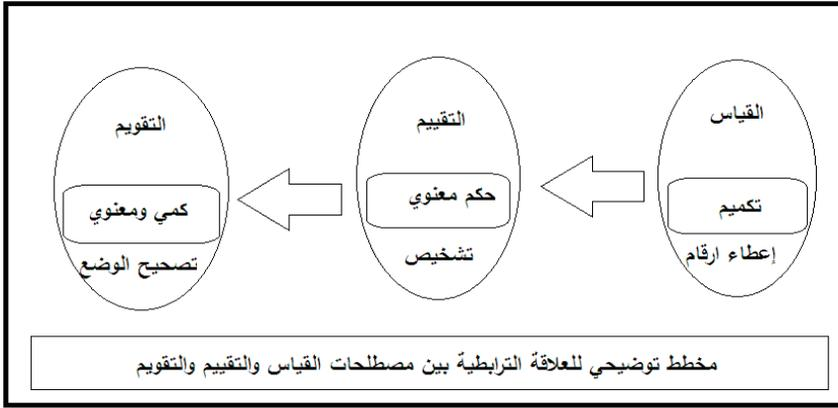 القياس
تكميم
إعطاء ارقام
التقييم
حكم معنوي
تشخيص
التقويم
كمي ومعنوي
تصحيح الوضع
مخطط توضيحي للعلاقة الترابطية بين مصطلحات القياس والتقييم والتقويم